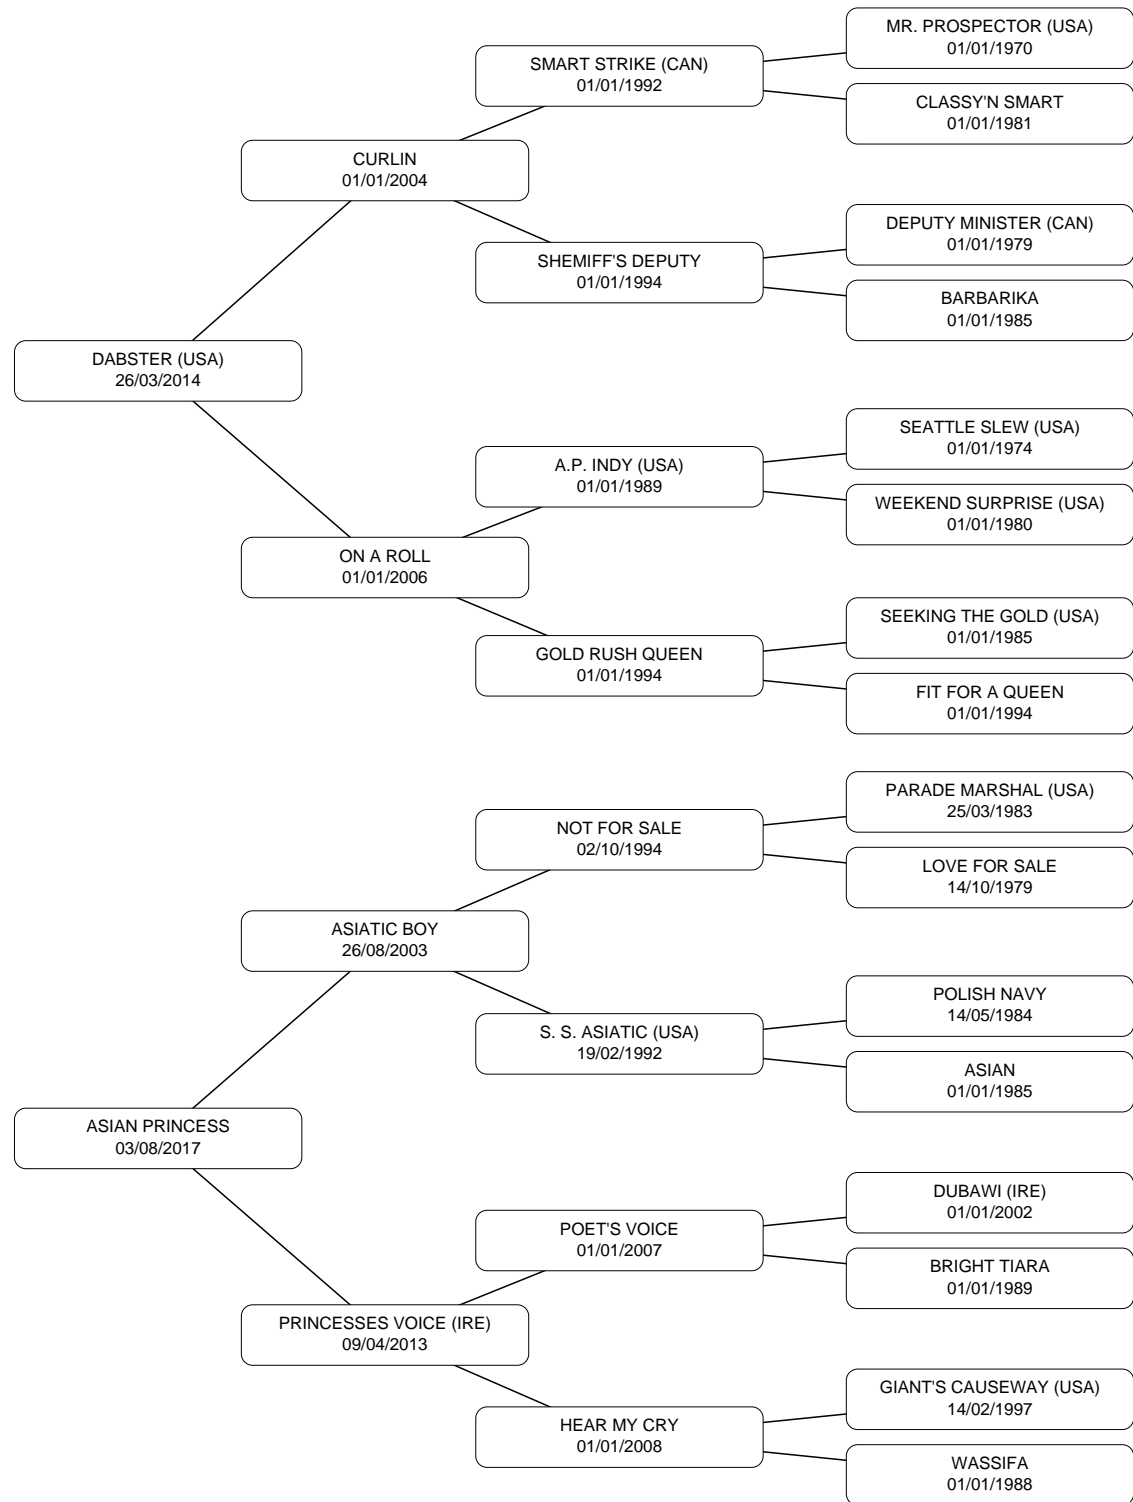 MR. PROSPECTOR (USA)
01/01/1970
SMART STRIKE (CAN)
01/01/1992
CLASSY'N SMART
01/01/1981
CURLIN
01/01/2004
DEPUTY MINISTER (CAN)
01/01/1979
SHEMIFF'S DEPUTY
01/01/1994
BARBARIKA
01/01/1985
DABSTER (USA)
26/03/2014
SEATTLE SLEW (USA)
01/01/1974
A.P. INDY (USA)
01/01/1989
WEEKEND SURPRISE (USA)
01/01/1980
ON A ROLL
01/01/2006
SEEKING THE GOLD (USA)
01/01/1985
GOLD RUSH QUEEN
01/01/1994
FIT FOR A QUEEN
01/01/1994
PARADE MARSHAL (USA)
25/03/1983
NOT FOR SALE
02/10/1994
LOVE FOR SALE
14/10/1979
ASIATIC BOY
26/08/2003
POLISH NAVY
14/05/1984
S. S. ASIATIC (USA)
19/02/1992
ASIAN
01/01/1985
ASIAN PRINCESS
03/08/2017
DUBAWI (IRE)
01/01/2002
POET'S VOICE
01/01/2007
BRIGHT TIARA
01/01/1989
PRINCESSES VOICE (IRE)
09/04/2013
GIANT'S CAUSEWAY (USA)
14/02/1997
HEAR MY CRY
01/01/2008
WASSIFA
01/01/1988